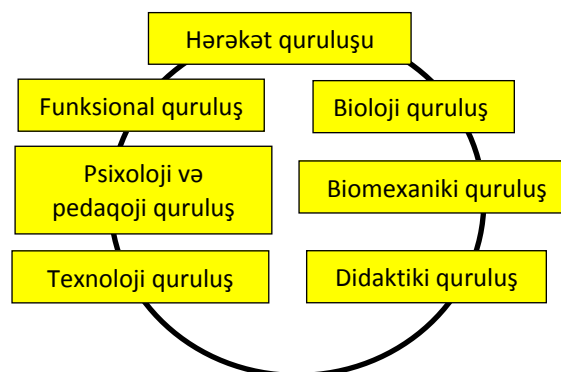 Hərəkət quruluşu
Funksional quruluş
Bioloji quruluş
Psixoloji və
pedaqoji quruluş
Biomexaniki quruluş
Texnoloji quruluş
Didaktiki quruluş